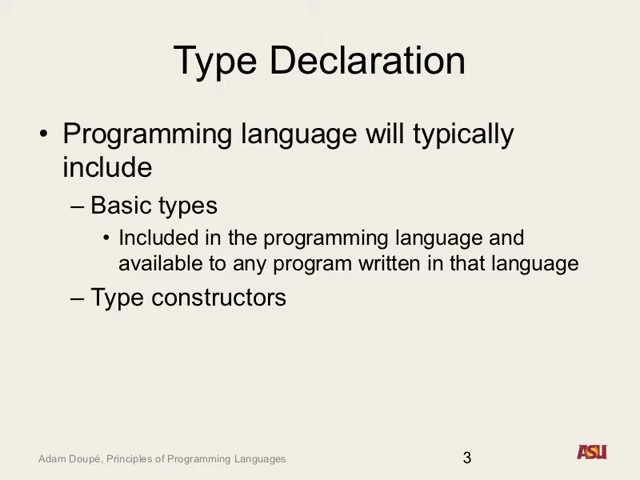 Type Declaration
• Programming language will typically
include
– Basic types
• Included in the programming language and
available to any program written in that language
– Type constructors
Adam Doupé, Principles of Programming Languages
3
ASU